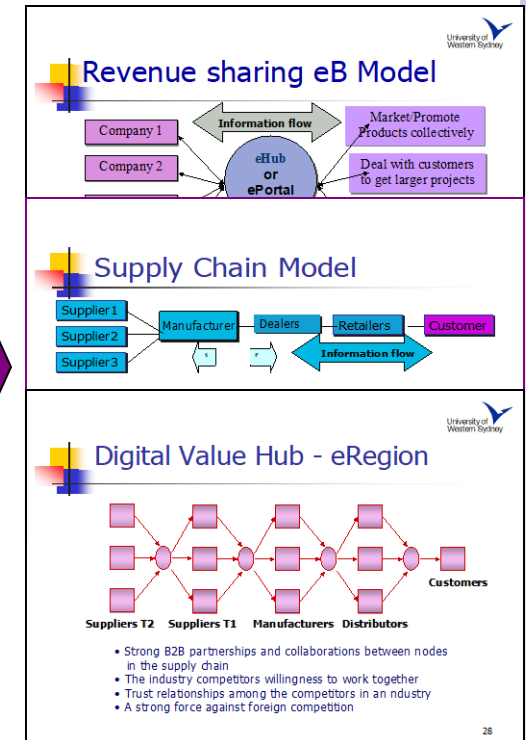 University of
Western Sydney
Revenue sharing eB Model
Company 1
Information flow
Market/Promote
Products collectively
Company 2
eHub
or
ePortal
Deal with customers
to get larger projects
Supply Chain Model
Supplier1
Supplier2
Supplier3
Manufacturer
Dealers
Retailers
Customer
S
F
Information flow
University of
Western Sydney
Digital Value Hub - eRegion
Customers
Suppliers T2 Suppliers T1 Manufacturers Distributors
• Strong B2B partnerships and collaborations between nodes
in the supply chain
• The industry competitors willingness to work together
• Trust relationships among the competitors in an ndustry
• A strong force against foreign competition
28